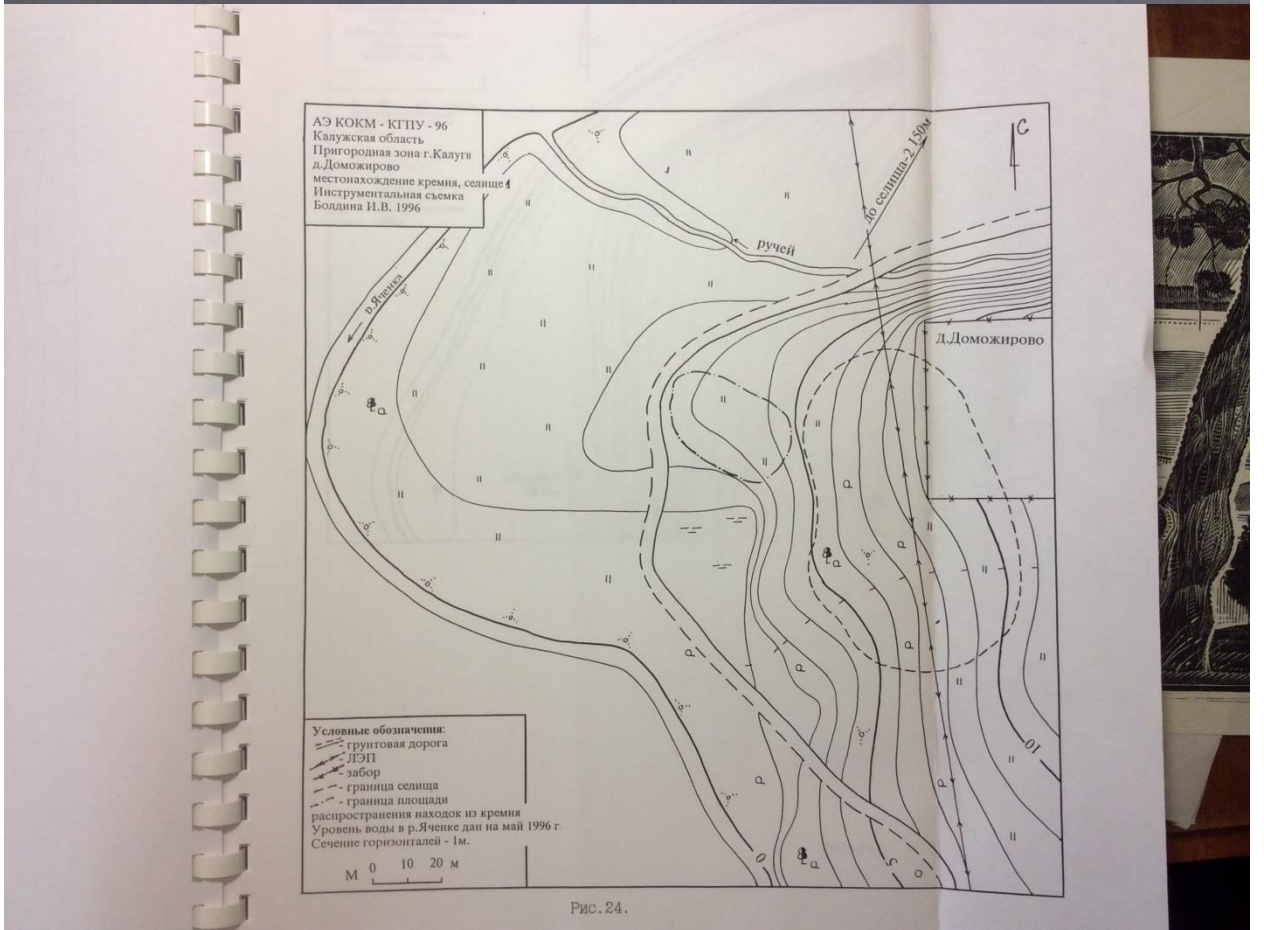 АЭ КОКМ - КГПУ - 96
Калужская область
Пригородная зона г.Калуги
д.Доможирово
местонахождение кремня, селище 1
Инструментальная съемка
Болдина И.В. 1996
С
до селища-2 150м
ручей
р.Яченка
д.Доможирово
10
0
5
Условные обозначения:
- грунтовая дорога
- ЛЭП
- забор
- граница селища
- граница площади
распространения находок из кремня
Уровень воды в р.Яченке дан на май 1996 г.
Сечение горизонталей - 1м.
М 0 10 20 м
Рис.24.